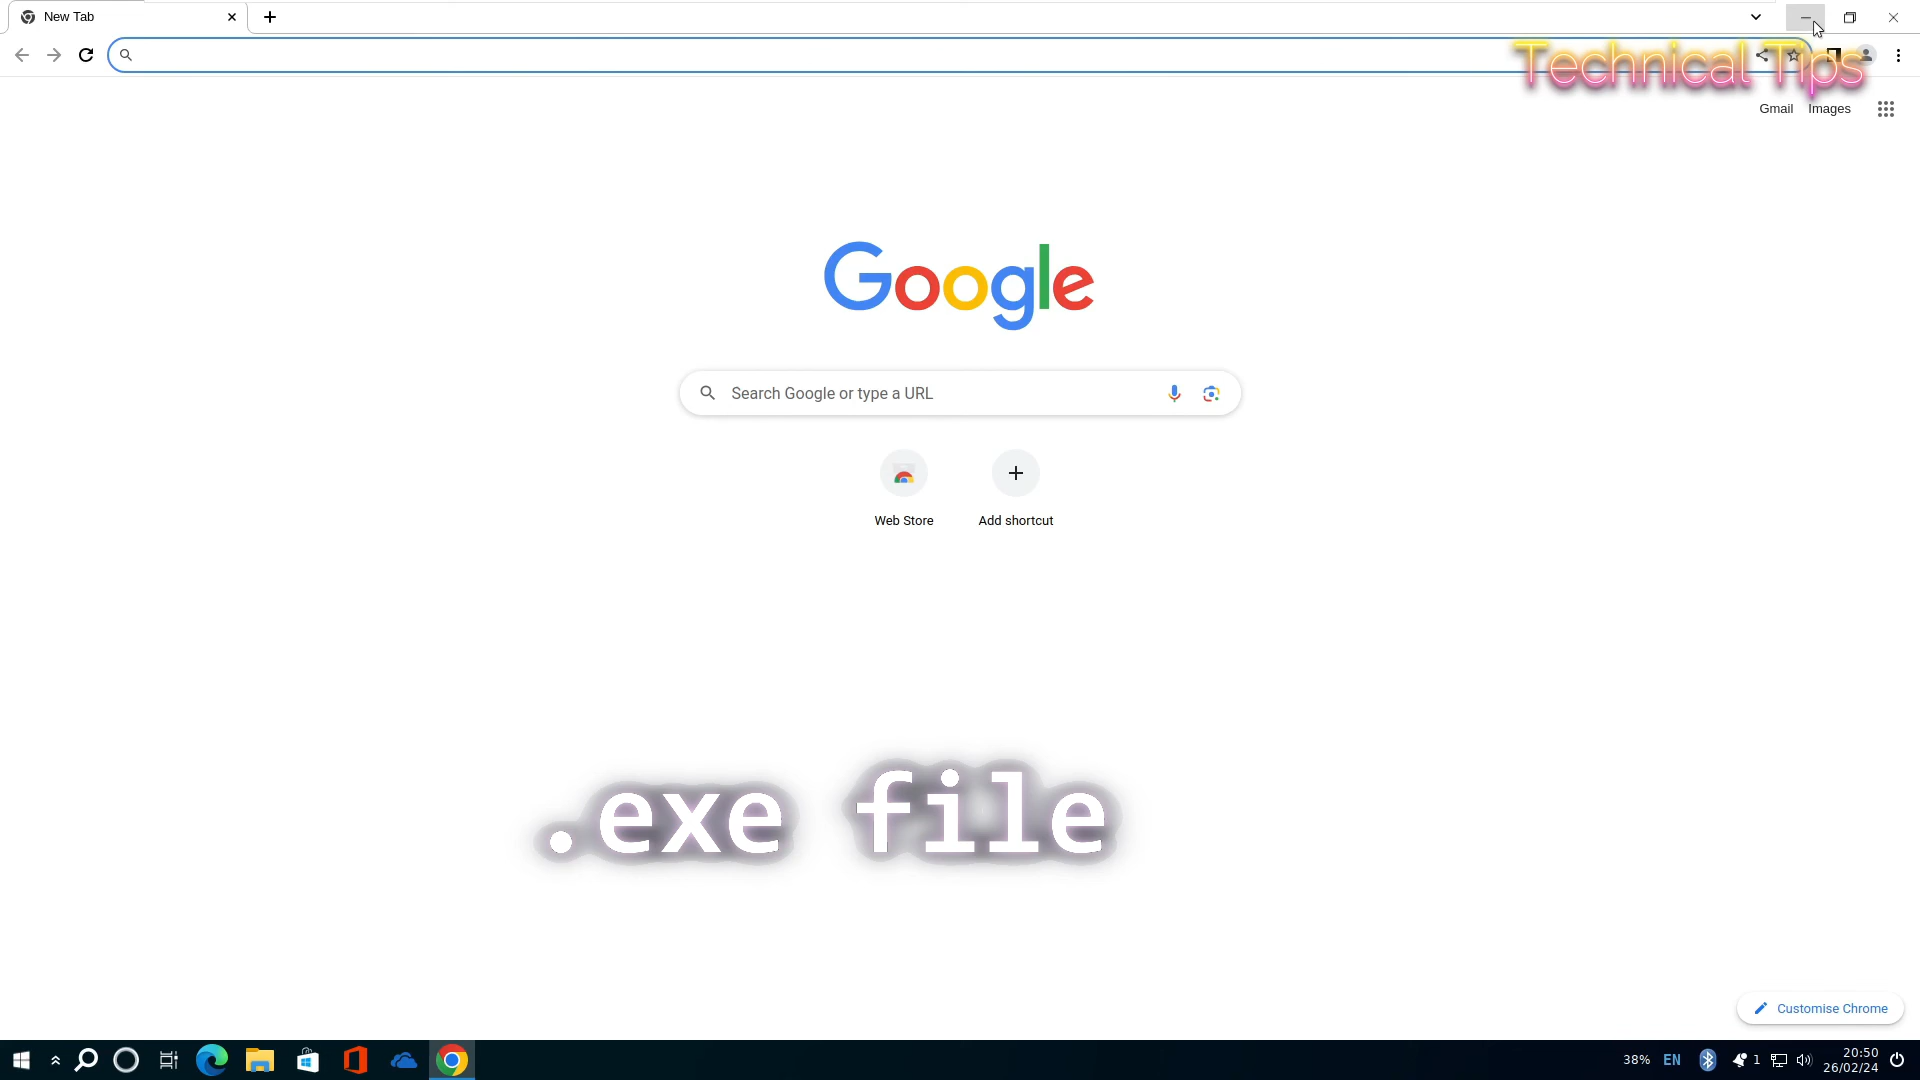 New Tab
Technical Tips
Gmail Images
Google
Search Google or type a URL
Web Store Add shortcut
.exe file
Customise Chrome
38% EN 1 20:50
26/02/24